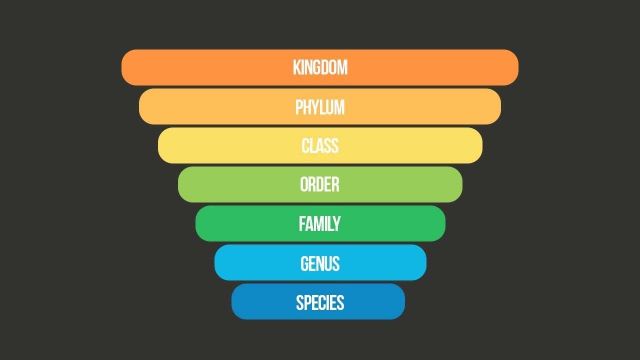 KINGDOM
PHYLUM
CLASS
ORDER
FAMILY
GENUS
SPECIES